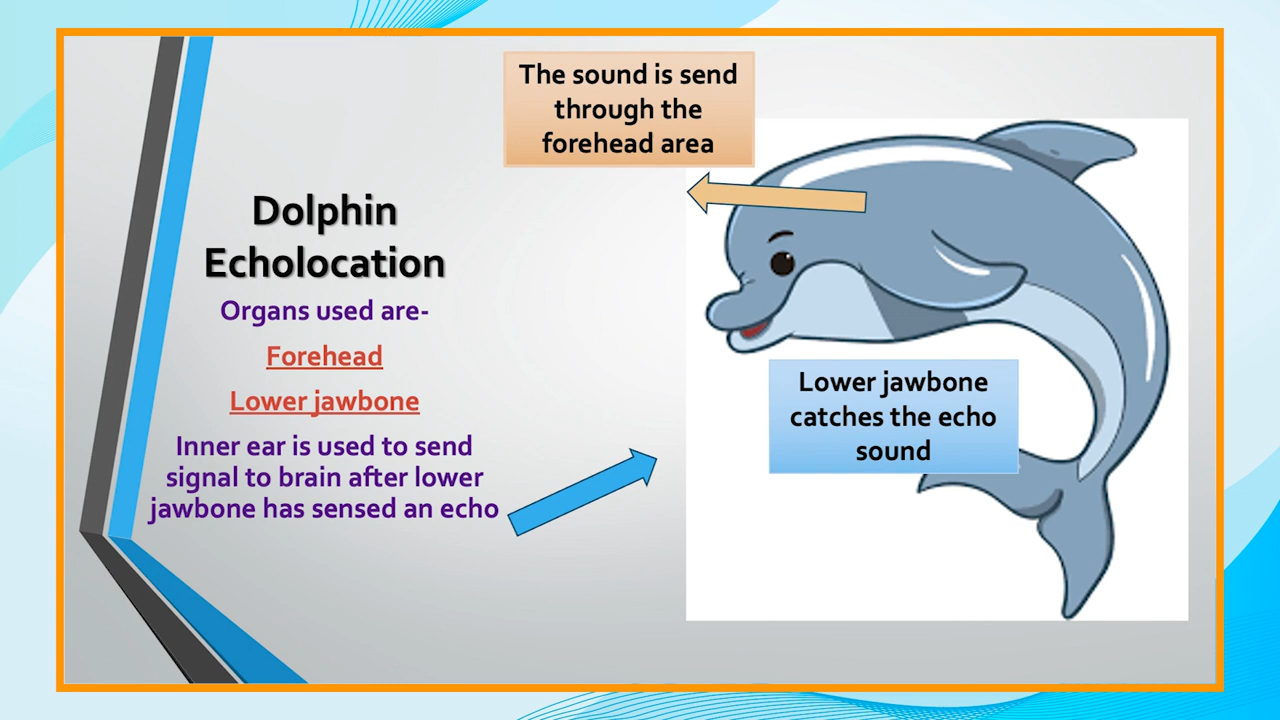 The sound is send
through the
forehead area
Dolphin
Echolocation
Organs used are-
Forehead
Lower jawbone
Inner ear is used to send
signal to brain after lower
jawbone has sensed an echo
Lower jawbone
catches the echo
sound